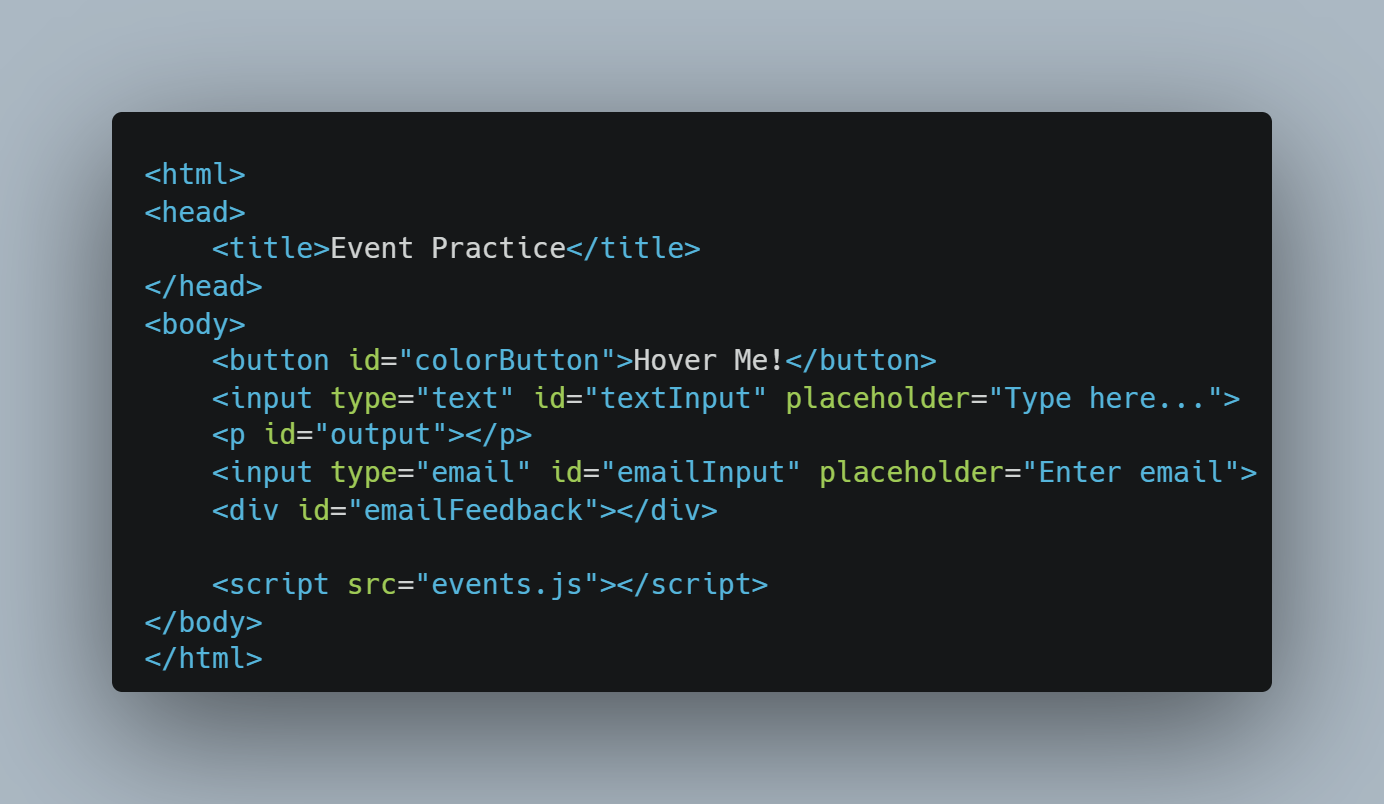 <html>
<head>
    <title>Event Practice</title>
</head>
<body>
    <button id="colorButton">Hover Me!</button>
    <input type="text" id="textInput" placeholder="Type here...">
    <p id="output"></p>
    <input type="email" id="emailInput" placeholder="Enter email">
    <div id="emailFeedback"></div>

    <script src="events.js"></script>
</body>
</html>